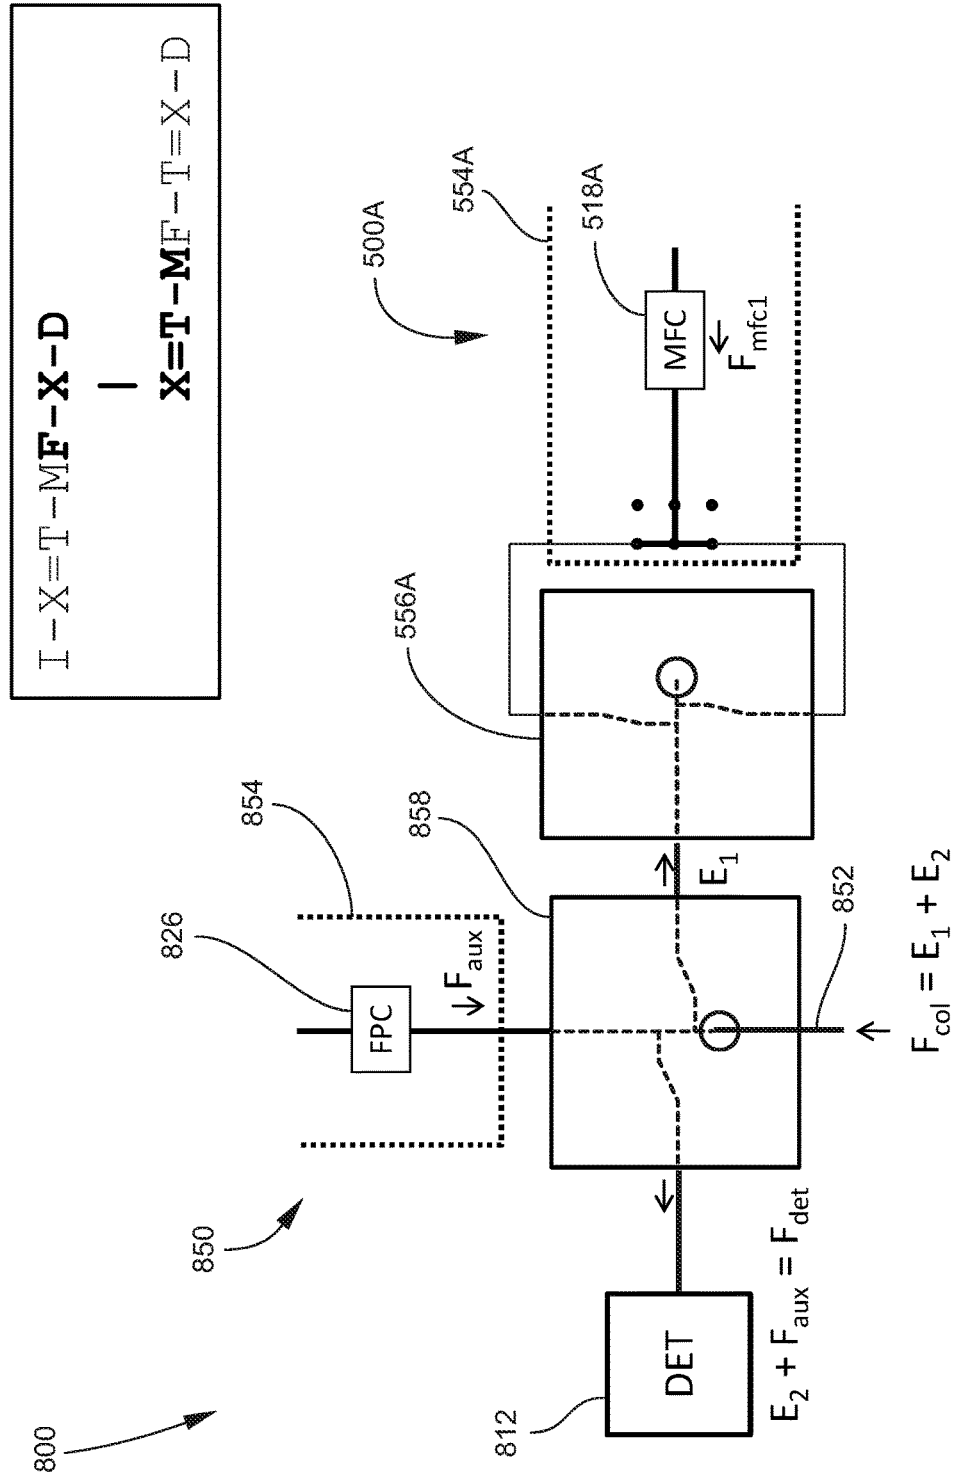 I-X=T-MF-X-D
|
X=T-MF-T=X-D
800
826
850
854
500A
FPC
556A
858
F_aux
554A
812
518A
MFC
DET
E_1
F_mfc1
E_2 + F_aux = F_det
852
F_col = E_1 + E_2